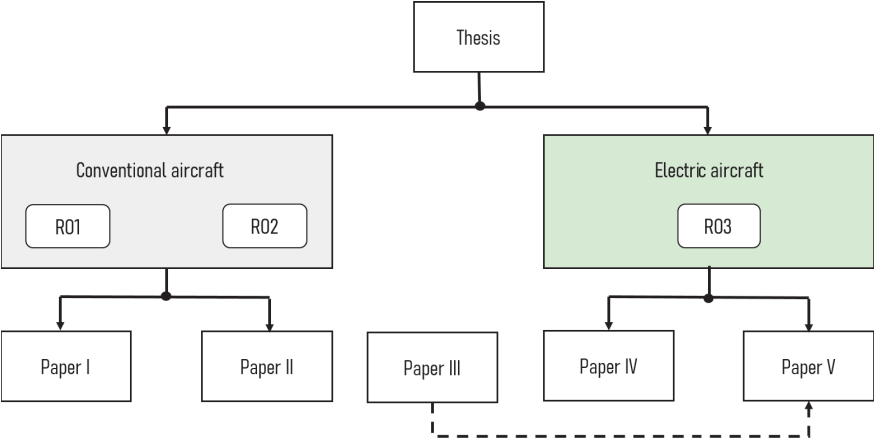 Thesis
Conventional aircraft
RO1
RO2
Electric aircraft
RO3
Paper I
Paper II
Paper III
Paper IV
Paper V